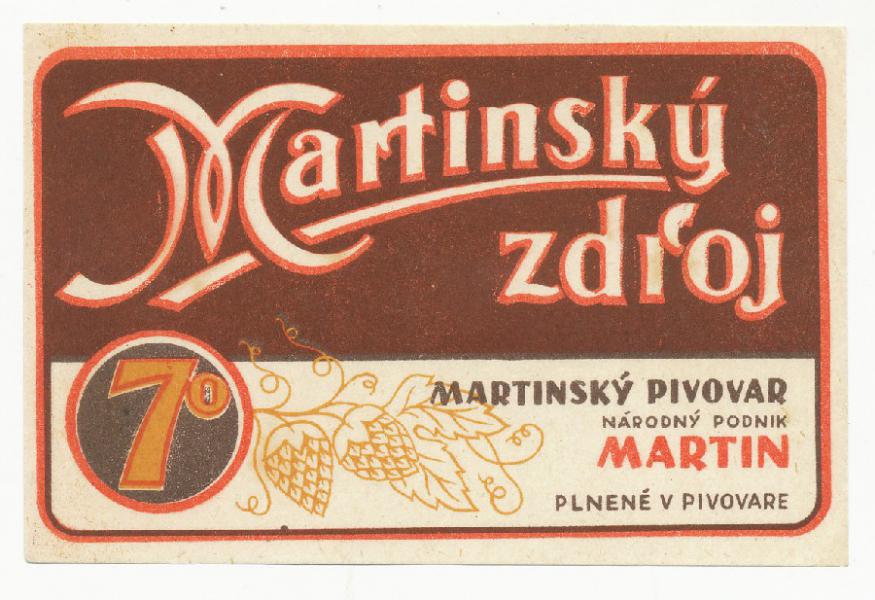 Martinský
zdroj
7°
MARTINSKÝ PIVOVAR
NÁRODNÝ PODNIK
MARTIN
PLNENÉ V PIVOVARE